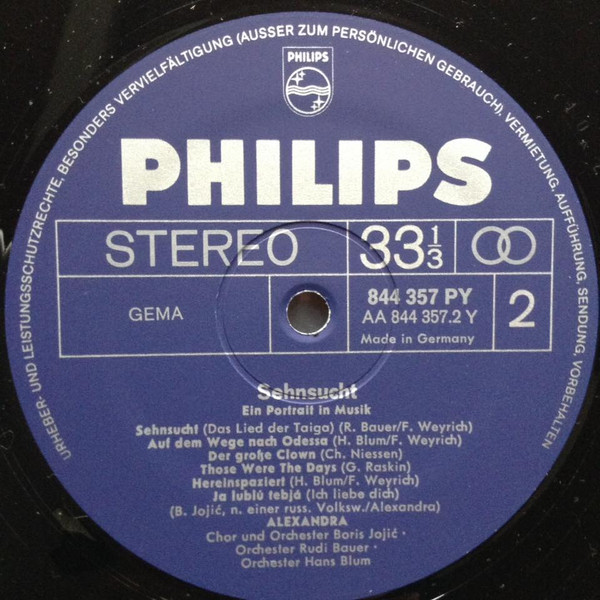 URHEBER- UND LEISTUNGSSCHUTZRECHTE, BESONDERS VERVIELFÄLTIGUNG (AUSSER ZUM PERSÖNLICHEN GEBRAUCH), VERMIETUNG, AUFFÜHRUNG, SENDUNG, VORBEHALTEN
PHILIPS
PHILIPS
STEREO
33 1/3
GEMA
844 357 PY
AA 844 357.2 Y
Made in Germany
2
Sehnsucht
Ein Portrait in Musik
Sehnsucht (Das Lied der Taiga) (R. Bauer/F. Weyrich)
Auf dem Wege nach Odessa (H. Blum/F. Weyrich)
Der große Clown (Ch. Niessen)
Those Were The Days (G. Raskin)
Hereinspaziert (H. Blum/F. Weyrich)
Ja lublú tebjá (Ich liebe dich)
(B. Jojić, n. einer russ. Volksw./Alexandra)
ALEXANDRA
Chor und Orchester Boris Jojić ·
Orchester Rudi Bauer ·
Orchester Hans Blum